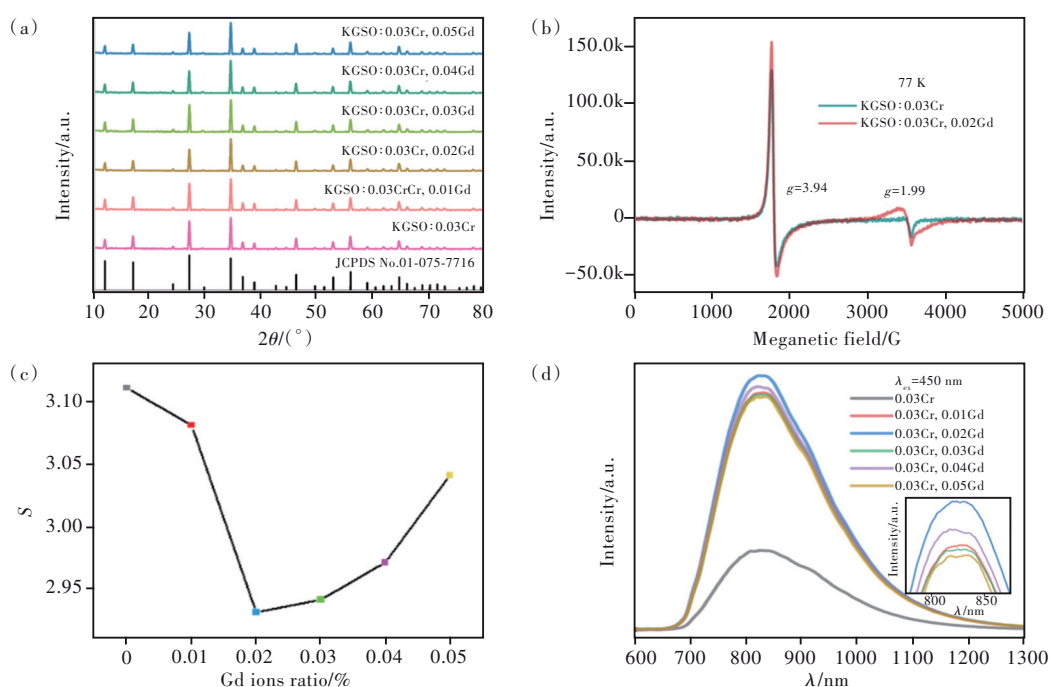 (a)
Intensity/a.u.
KGSO：0.03Cr, 0.05Gd
KGSO：0.03Cr, 0.04Gd
KGSO：0.03Cr, 0.03Gd
KGSO：0.03Cr, 0.02Gd
KGSO：0.03CrCr, 0.01Gd
KGSO：0.03Cr
JCPDS No.01-075-7716
10 20 30 40 50 60 70 80
2θ/(°)
(b)
Intensity/a.u.
150.0k
100.0k
50.0k
0
−50.0k
77 K
KGSO：0.03Cr
KGSO：0.03Cr, 0.02Gd
g=3.94
g=1.99
0 1000 2000 3000 4000 5000
Meganetic field/G
(c)
S
3.10
3.05
3.00
2.95
0 0.01 0.02 0.03 0.04 0.05
Gd ions ratio/%
(d)
Intensity/a.u.
λex=450 nm
0.03Cr
0.03Cr, 0.01Gd
0.03Cr, 0.02Gd
0.03Cr, 0.03Gd
0.03Cr, 0.04Gd
0.03Cr, 0.05Gd
Intensity/a.u.
800 850
λ/nm
600 700 800 900 1000 1100 1200 1300
λ/nm